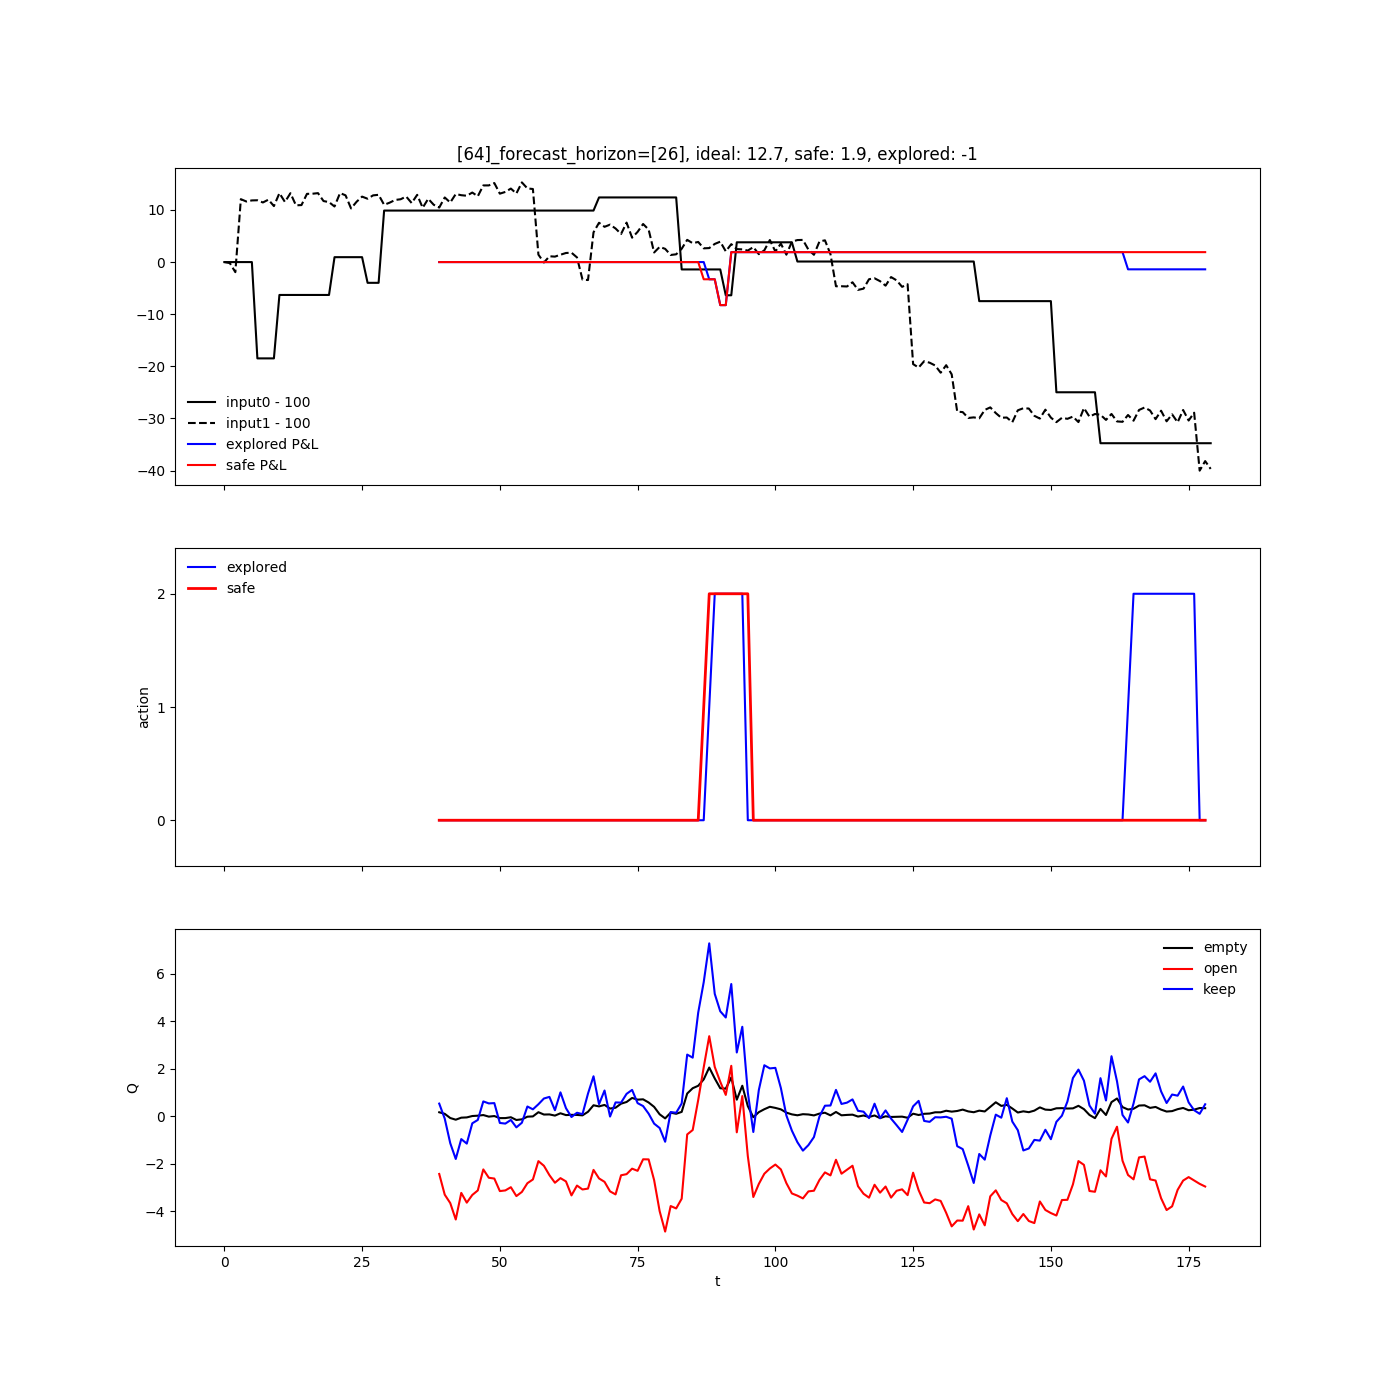 [64]_forecast_horizon=[26], ideal: 12.7, safe: 1.9, explored: -1
10
0
−10
−20
−30
−40
input0 - 100
input1 - 100
explored P&L
safe P&L
explored
safe
2
1
0
action
empty
open
keep
6
4
2
0
−2
−4
Q
0 25 50 75 100 125 150 175
t